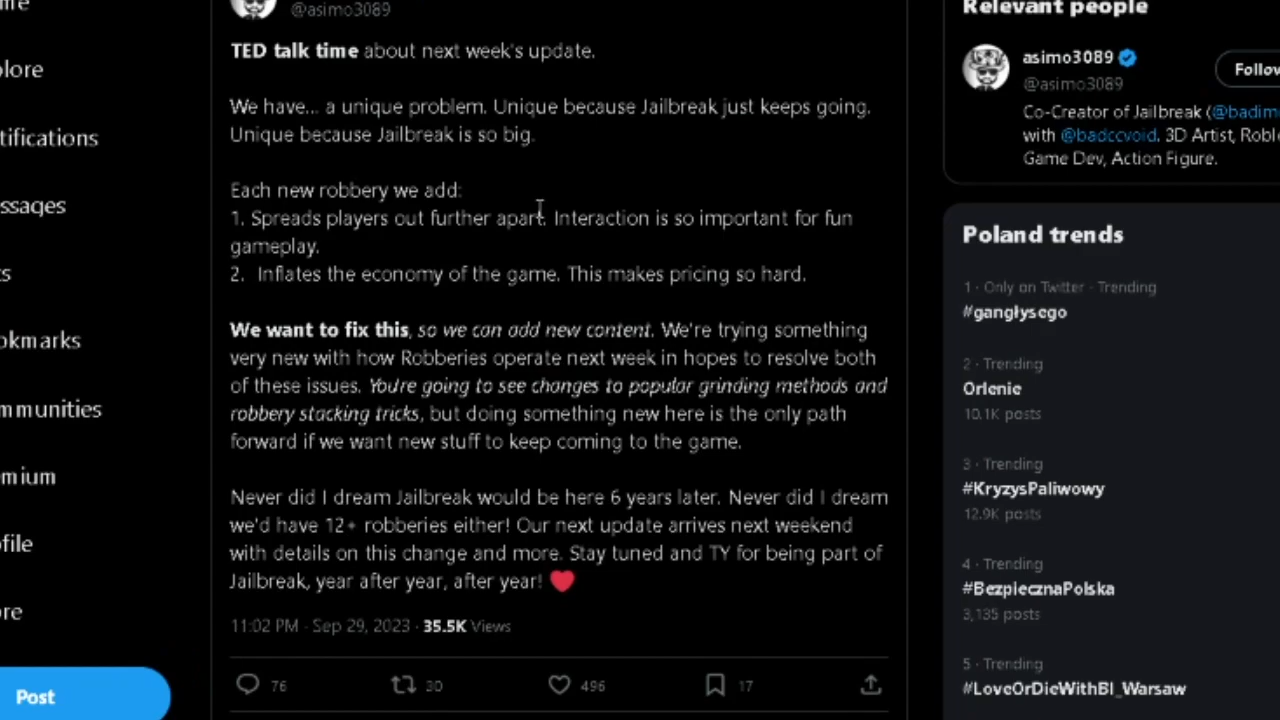 me
plore
tifications
ssages
ts
okmarks
mmunities
emium
ofile
ore
Post
@asimo3089
TED talk time about next week's update.
We have... a unique problem. Unique because Jailbreak just keeps going.
Unique because Jailbreak is so big.
Each new robbery we add:
1. Spreads players out further apart. Interaction is so important for fun
gameplay.
2. Inflates the economy of the game. This makes pricing so hard.
We want to fix this, so we can add new content. We're trying something
very new with how Robberies operate next week in hopes to resolve both
of these issues. You're going to see changes to popular grinding methods and
robbery stacking tricks, but doing something new here is the only path
forward if we want new stuff to keep coming to the game.
Never did I dream Jailbreak would be here 6 years later. Never did I dream
we'd have 12+ robberies either! Our next update arrives next weekend
with details on this change and more. Stay tuned and TY for being part of
Jailbreak, year after year, after year! ❤️
11:02 PM · Sep 29, 2023 · 35.5K Views
76 30 496 17
Relevant people
asimo3089
@asimo3089
Follow
Co-Creator of Jailbreak (@badim
with @badccvoid. 3D Artist, Roblo
Game Dev, Action Figure.
Poland trends
1 · Only on Twitter · Trending
#gangłysego
2 · Trending
Orlenie
10.1K posts
3 · Trending
#KryzysPaliwowy
12.9K posts
4 · Trending
#BezpiecznaPolska
3,135 posts
5 · Trending
#LoveOrDieWithBI_Warsaw